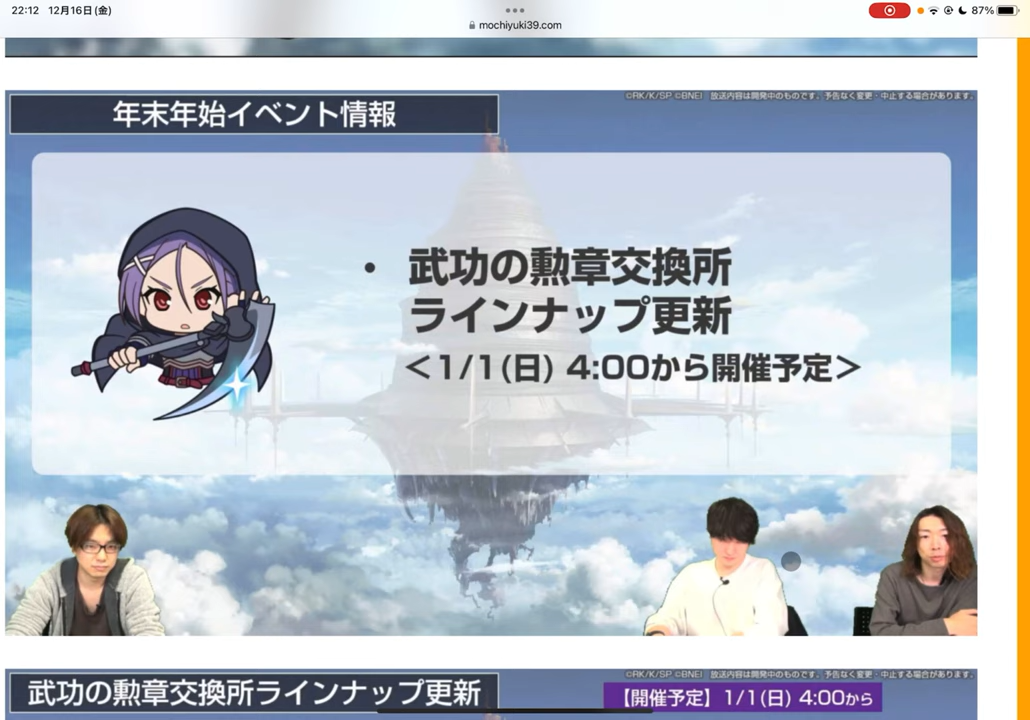 22:12 12月16日(金)
87%
mochiyuki39.com
年末年始イベント情報
©RK/K/SP ©BNEI 放送内容は開発中のものです。予告なく変更・中止する場合があります。
• 武功の勲章交換所
ラインナップ更新
＜1/1(日) 4:00から開催予定＞
©RK/K/SP ©BNEI 放送内容は開発中のものです。予告なく変更・中止する場合があります。
武功の勲章交換所ラインナップ更新
【開催予定】1/1(日) 4:00から